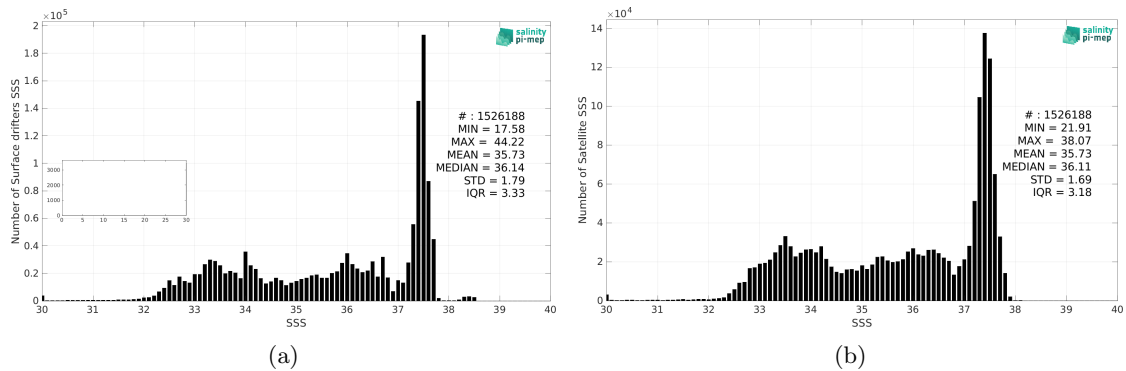 ×10⁵
2
1.8
1.6
1.4
1.2
1
0.8
0.6
0.4
0.2
0
Number of Surface drifters SSS
salinity
pi-mep
# : 1526188
MIN = 17.58
MAX = 44.22
MEAN = 35.73
MEDIAN = 36.14
STD = 1.79
IQR = 3.33
3000
2000
1000
0
0 5 10 15 20 25 30
30 31 32 33 34 35 36 37 38 39 40
SSS
(a)
×10⁴
14
12
10
8
6
4
2
0
Number of Satellite SSS
salinity
pi-mep
# : 1526188
MIN = 21.91
MAX = 38.07
MEAN = 35.73
MEDIAN = 36.11
STD = 1.69
IQR = 3.18
30 31 32 33 34 35 36 37 38 39 40
SSS
(b)